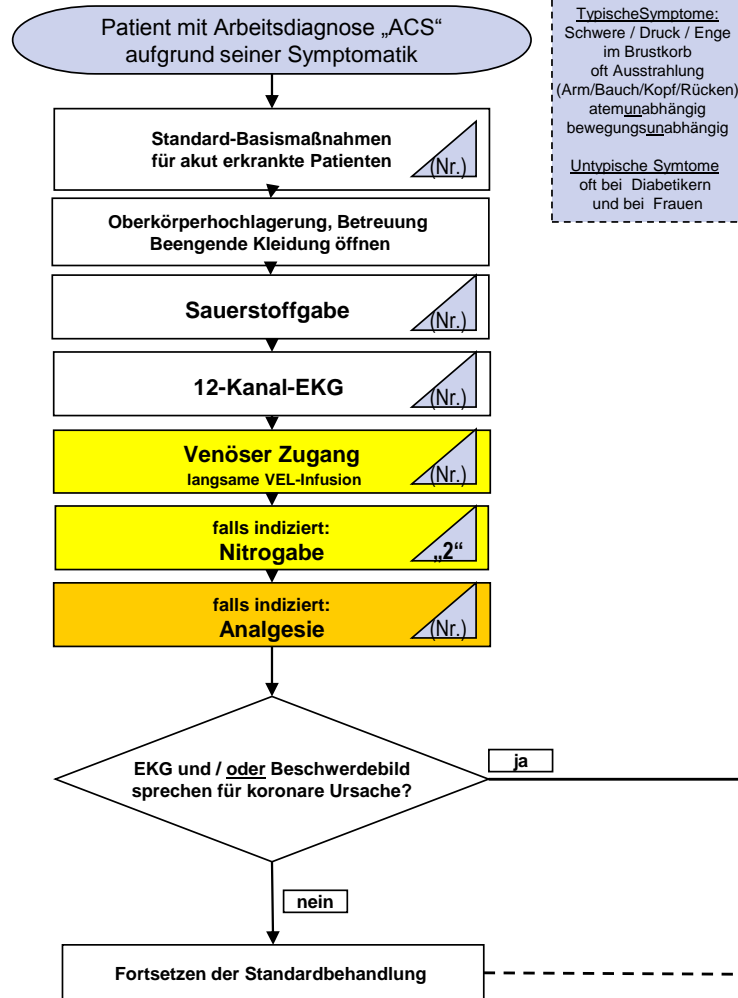 Patient mit Arbeitsdiagnose „ACS“
aufgrund seiner Symptomatik
TypischeSymptome:
Schwere / Druck / Enge
im Brustkorb
oft Ausstrahlung
(Arm/Bauch/Kopf/Rücken)
atemunabhängig
bewegungsunabhängig
Untypische Symtome
oft bei Diabetikern
und bei Frauen
Standard-Basismaßnahmen
für akut erkrankte Patienten
(Nr.)
Oberkörperhochlagerung, Betreuung
Beengende Kleidung öffnen
Sauerstoffgabe
(Nr.)
12-Kanal-EKG
(Nr.)
Venöser Zugang
langsame VEL-Infusion
(Nr.)
falls indiziert:
Nitrogabe
„2“
falls indiziert:
Analgesie
(Nr.)
EKG und / oder Beschwerdebild
sprechen für koronare Ursache?
ja
nein
Fortsetzen der Standardbehandlung